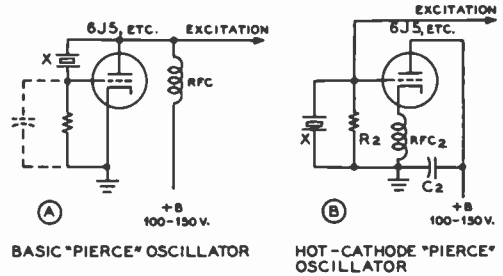 6J5, ETC.
EXCITATION
X
RFC
A
+B
100-150 V.
BASIC "PIERCE" OSCILLATOR
EXCITATION
6J5, ETC.
X
R2
RFC2
C2
B
+B
100-150 V.
HOT-CATHODE "PIERCE"
OSCILLATOR